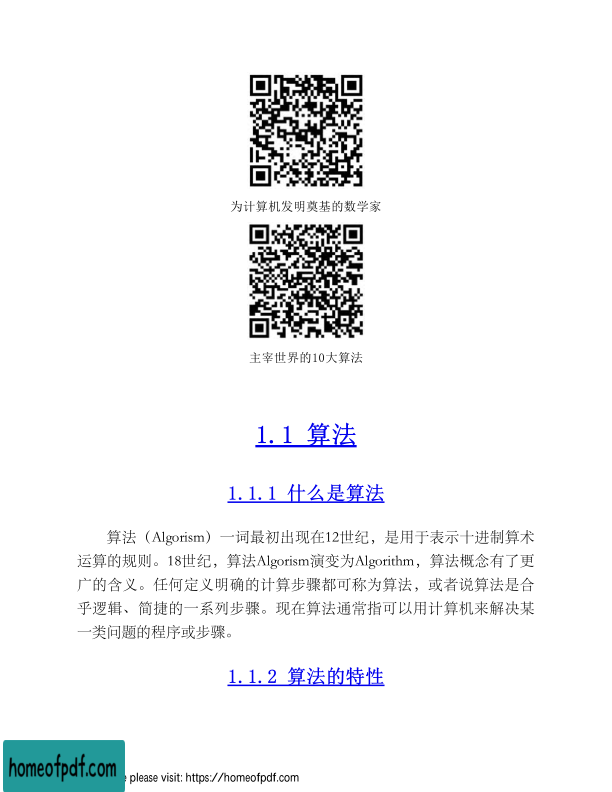 为计算机发明奠基的数学家
主宰世界的10大算法
1.1 算法
1.1.1 什么是算法
算法（Algorism）一词最初出现在12世纪，是用于表示十进制算术
运算的规则。18世纪，算法Algorism演变为Algorithm，算法概念有了更
广的含义。任何定义明确的计算步骤都可称为算法，或者说算法是合
乎逻辑、简捷的一系列步骤。现在算法通常指可以用计算机来解决某
一类问题的程序或步骤。
1.1.2 算法的特性
homeofpdf.com
e please visit: https://homeofpdf.com